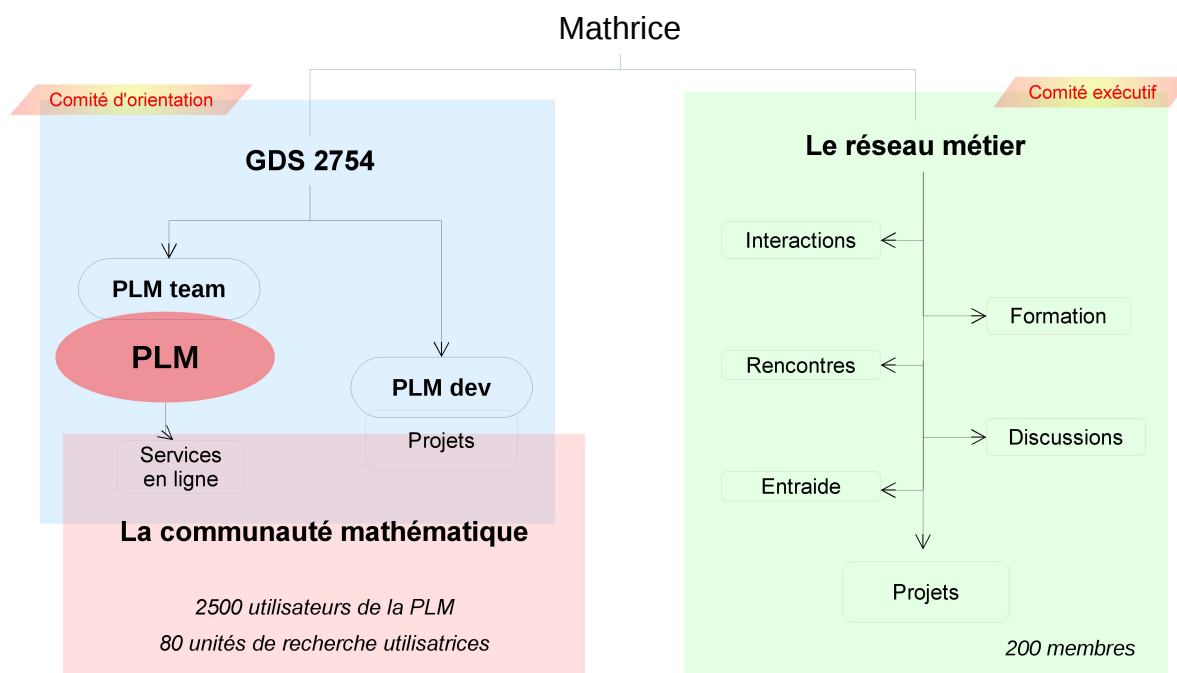 Mathrice
Comité d'orientation
GDS 2754
PLM team
PLM
PLM dev
Projets
Services
en ligne
La communauté mathématique
2500 utilisateurs de la PLM
80 unités de recherche utilisatrices
Comité exécutif
Le réseau métier
Interactions
Formation
Rencontres
Discussions
Entraide
Projets
200 membres